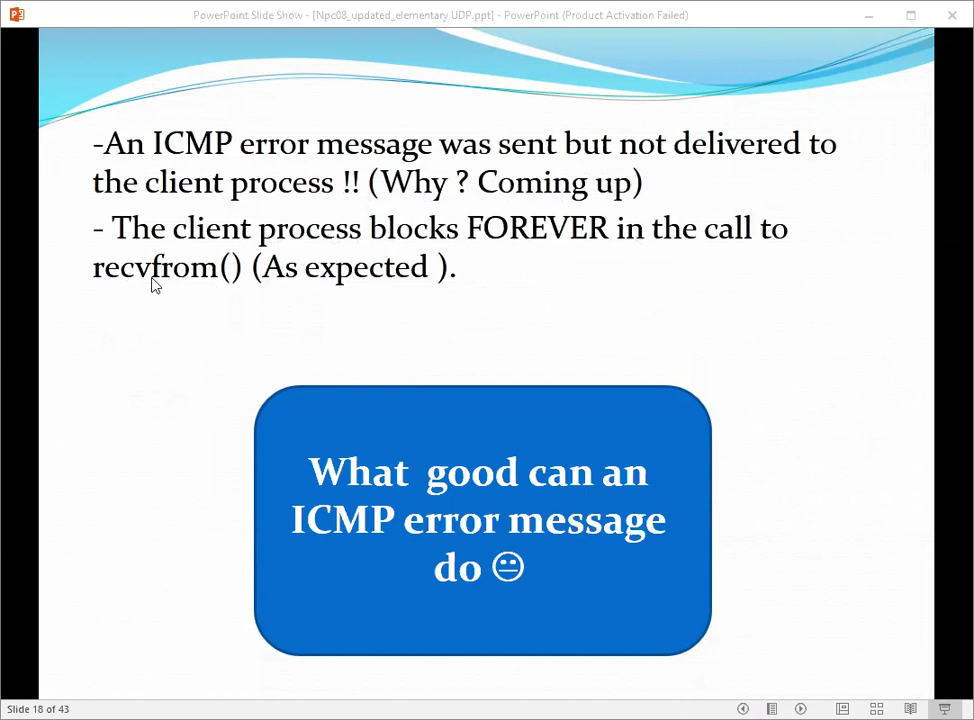 PowerPoint Slide Show - [Npc08_updated_elementary UDP.ppt] - PowerPoint (Product Activation Failed)
-An ICMP error message was sent but not delivered to
the client process !! (Why ? Coming up)
- The client process blocks FOREVER in the call to
recvfrom() (As expected ).
What good can an
ICMP error message
do 😐
Slide 18 of 43